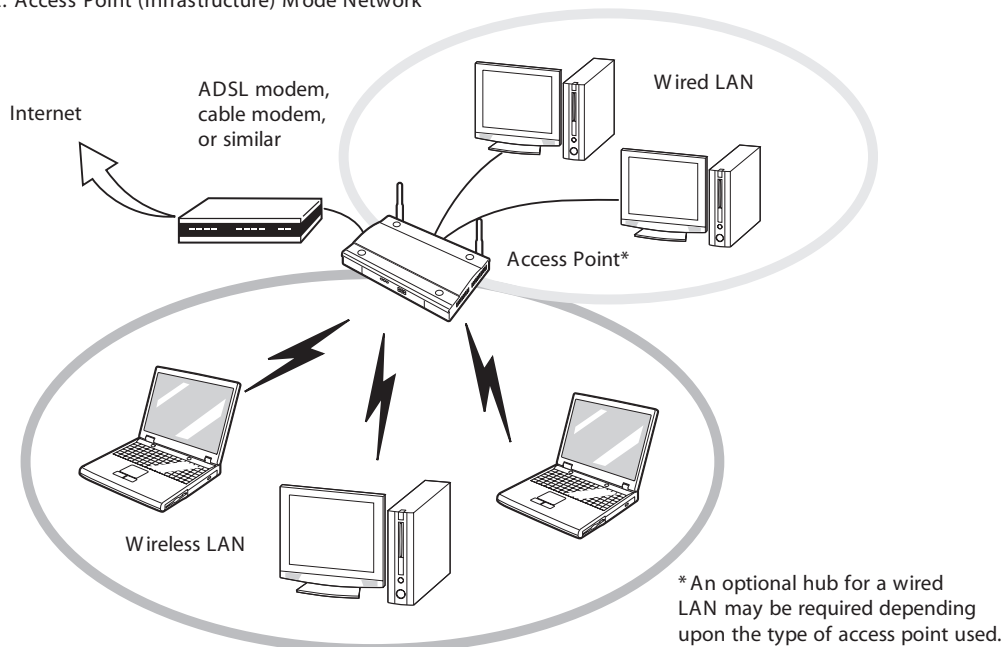 : Access Point (Infrastructure) Mode Network
Wired LAN
ADSL modem,
cable modem,
or similar
Internet
Access Point*
Wireless LAN
*An optional hub for a wired
LAN may be required depending
upon the type of access point used.